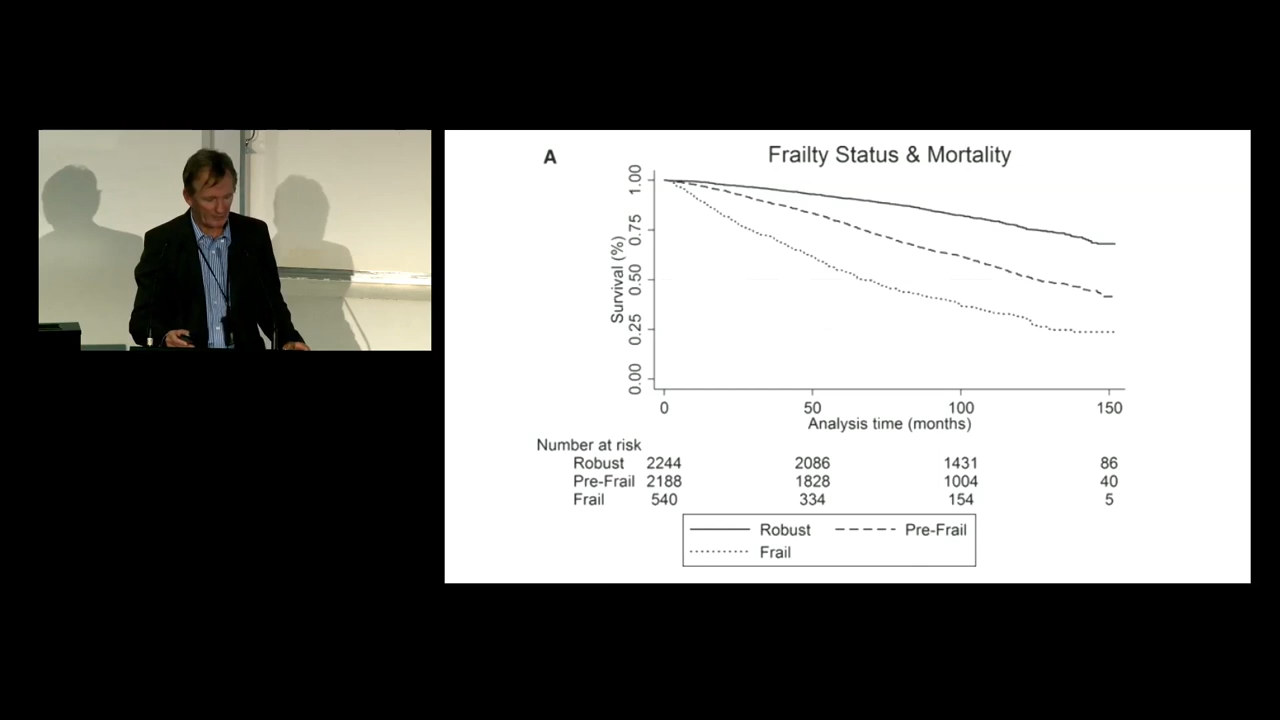 A
Frailty Status & Mortality
Survival (%)
1.00
0.75
0.50
0.25
0.00
0 50 100 150
Analysis time (months)
Number at risk
Robust 2244 2086 1431 86
Pre-Frail 2188 1828 1004 40
Frail 540 334 154 5
Robust Pre-Frail
Frail